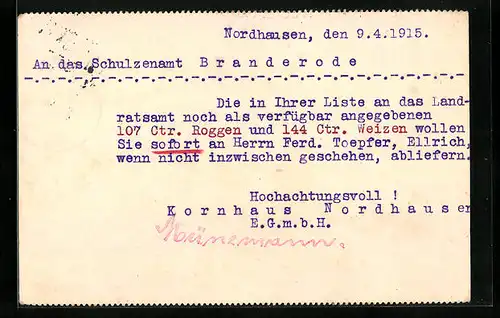 Nordhausen, den 9.4.1915.
An das Schulzenamt Branderode
Die in Ihrer Liste an das Land-
ratsamt noch als verfügbar angegebenen
107 Ctr. Roggen und 144 Ctr. Weizen wollen
Sie sofort an Herrn Ferd. Toepfer, Ellrich,
wenn nicht inzwischen geschehen, abliefern.
Hochachtungsvoll !
Kornhaus Nordhausen
E.G.m.b.H.